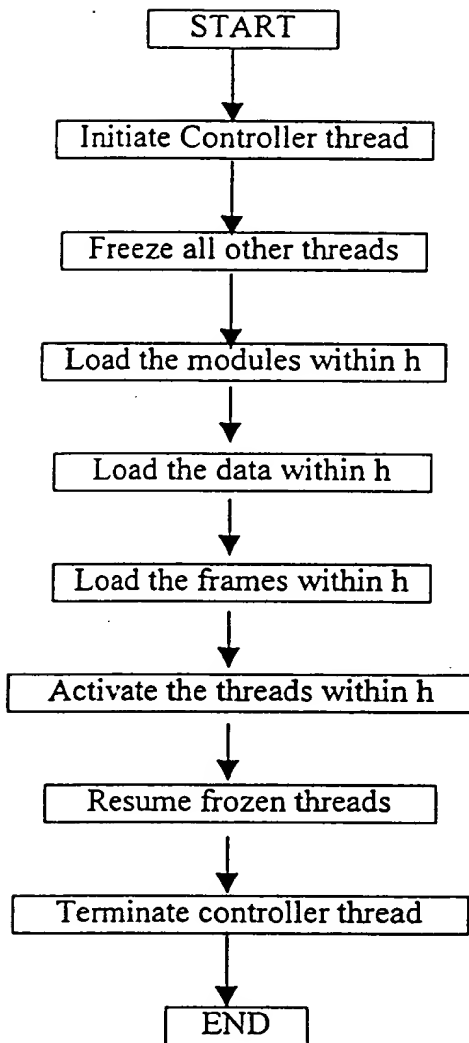 START
Initiate Controller thread
Freeze all other threads
Load the modules within h
Load the data within h
Load the frames within h
Activate the threads within h
Resume frozen threads
Terminate controller thread
END